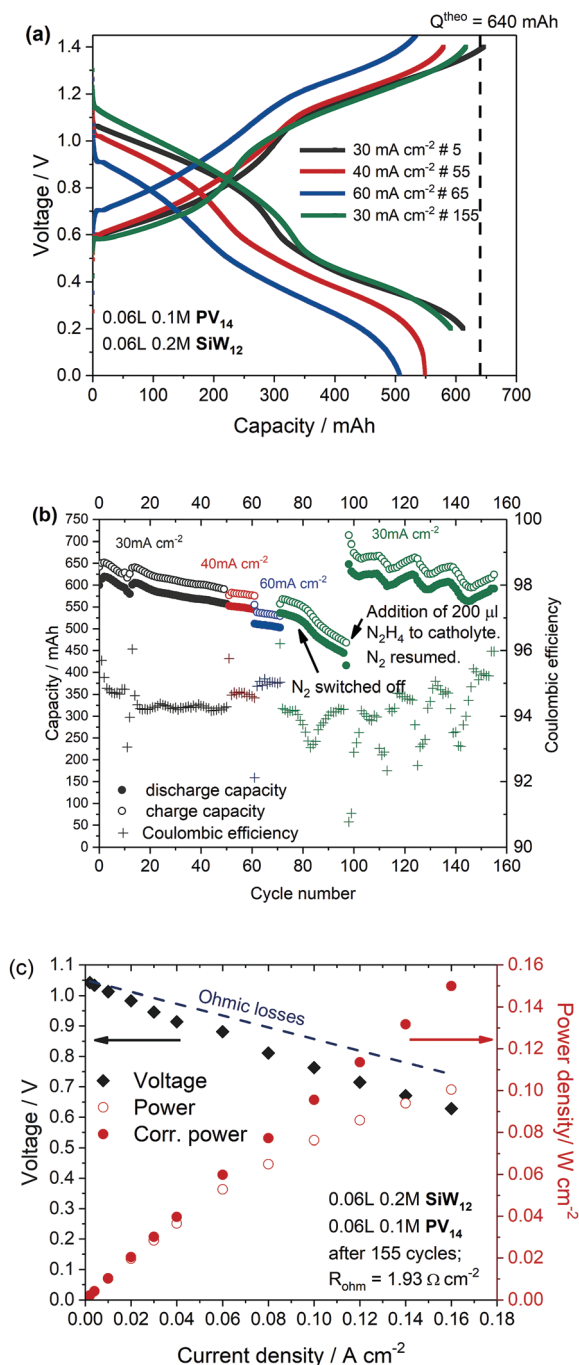 Q^theo = 640 mAh
(a)
1.4
1.2
1.0
0.8
0.6
0.4
0.2
0.0
Voltage / V
30 mA cm⁻² # 5
40 mA cm⁻² # 55
60 mA cm⁻² # 65
30 mA cm⁻² # 155
0.06L 0.1M PV₁₄
0.06L 0.2M SiW₁₂
0 100 200 300 400 500 600 700
Capacity / mAh
(b)
0 10 20 30 40 50 60 70 80 90 100 110 120 130 140 150 160
750
700
650
600
550
500
450
400
350
300
250
200
150
100
50
0
Capacity / mAh
100
98
96
94
92
90
Coulombic efficiency
30mA cm⁻²
40mA cm⁻²
60mA cm⁻²
30mA cm⁻²
Addition of 200 µl
N₂H₄ to catholyte.
N₂ resumed.
N₂ switched off
discharge capacity
charge capacity
Coulombic efficiency
0 20 40 60 80 100 120 140 160
Cycle number
(c)
1.1
1.0
0.9
0.8
0.7
0.6
0.5
0.4
0.3
0.2
0.1
0.0
Voltage / V
0.16
0.14
0.12
0.10
0.08
0.06
0.04
0.02
0.00
Power density/ W cm⁻²
Ohmic losses
Voltage
Power
Corr. power
0.06L 0.2M SiW₁₂
0.06L 0.1M PV₁₄
after 155 cycles;
R_ohm = 1.93 Ω cm⁻²
0.00 0.02 0.04 0.06 0.08 0.10 0.12 0.14 0.16 0.18
Current density / A cm⁻²